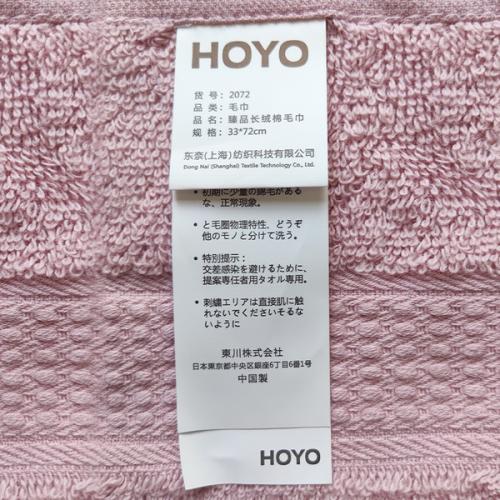 HOYO
货 号：2072
品 类：毛巾
品 名：臻品长绒棉毛巾
规 格：33*72cm
东奈(上海)纺织科技有限公司
Dong Nai (Shanghai) Textile Technology Co., Ltd.
• 初期に少量の綿毛がある
な、正常現象。
• と毛墨物理特性，どうぞ
他のモノと分けて洗う。
• 特別提示：
交差感染を避けるために、
提案専任者用タオル専用。
• 刺繍エリアは直接肌に触
れないでくださいそるな
いように
東川株式会社
日本東京都中央区銀座6丁目6番1号
中国製
HOYO